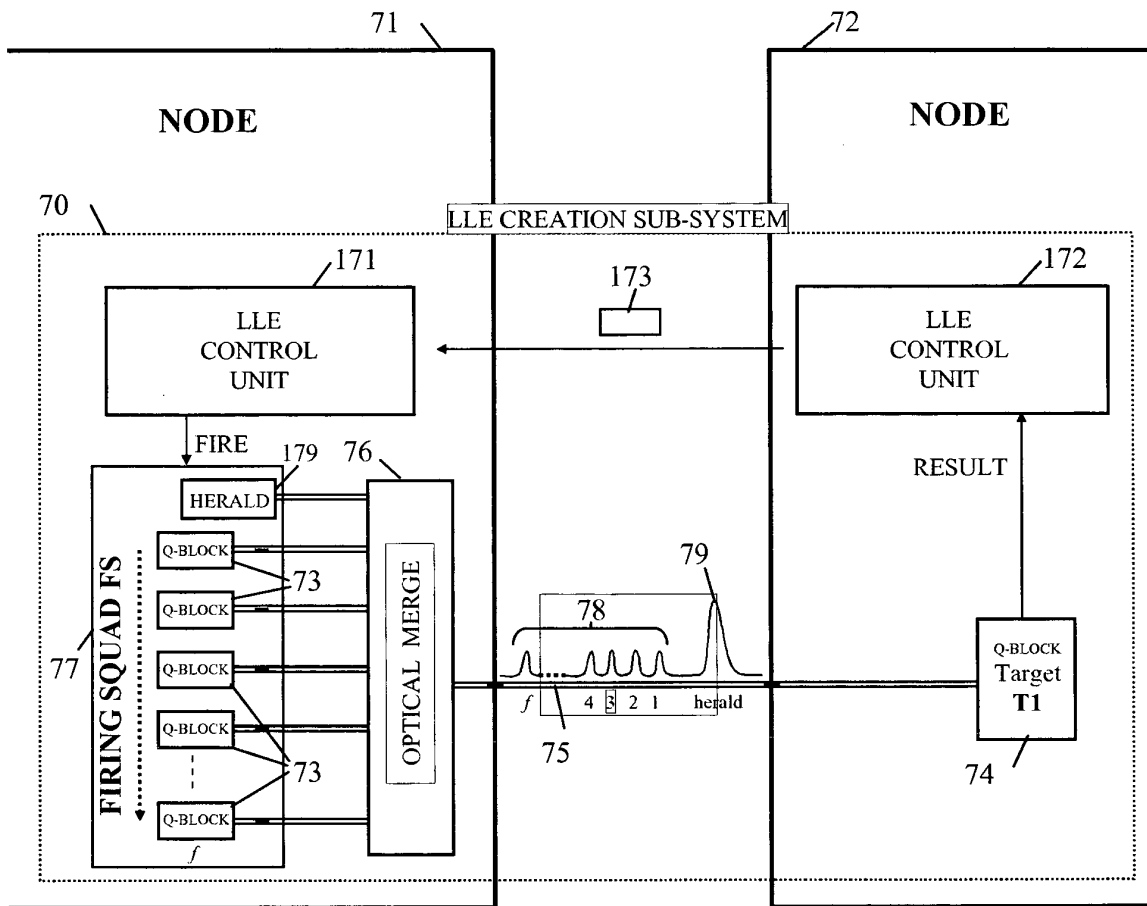 71
72
NODE
NODE
70
LLE CREATION SUB-SYSTEM
171
LLE
CONTROL
UNIT
173
172
LLE
CONTROL
UNIT
FIRE
RESULT
179
HERALD
76
77
FIRING SQUAD FS
Q-BLOCK
73
Q-BLOCK
Q-BLOCK
Q-BLOCK
73
Q-BLOCK
f
OPTICAL MERGE
79
78
f 4 3 2 1 herald
75
Q-BLOCK
Target
T1
74